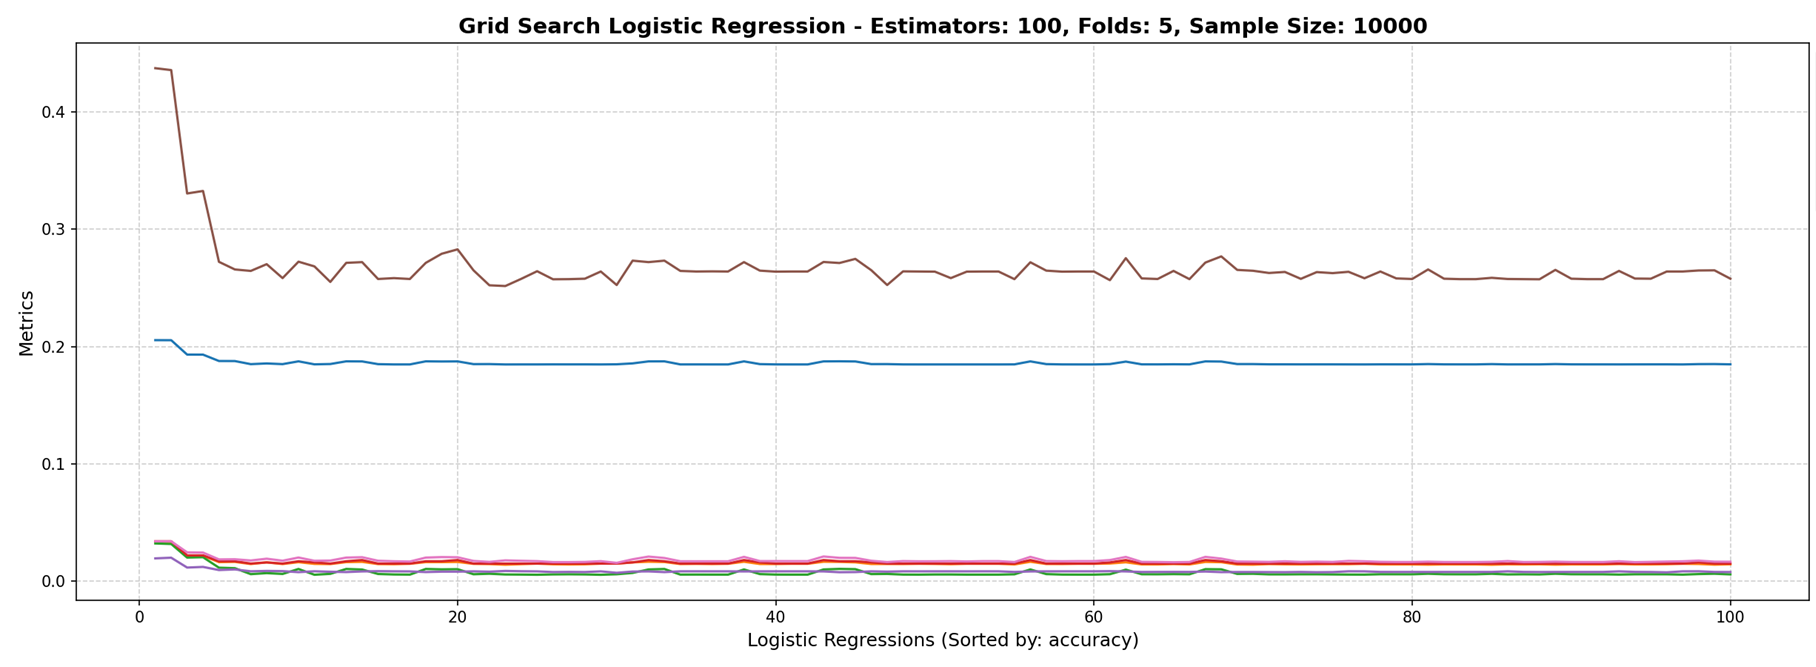 Grid Search Logistic Regression - Estimators: 100, Folds: 5, Sample Size: 10000
Metrics
0.4
0.3
0.2
0.1
0.0
0 20 40 60 80 100
Logistic Regressions (Sorted by: accuracy)